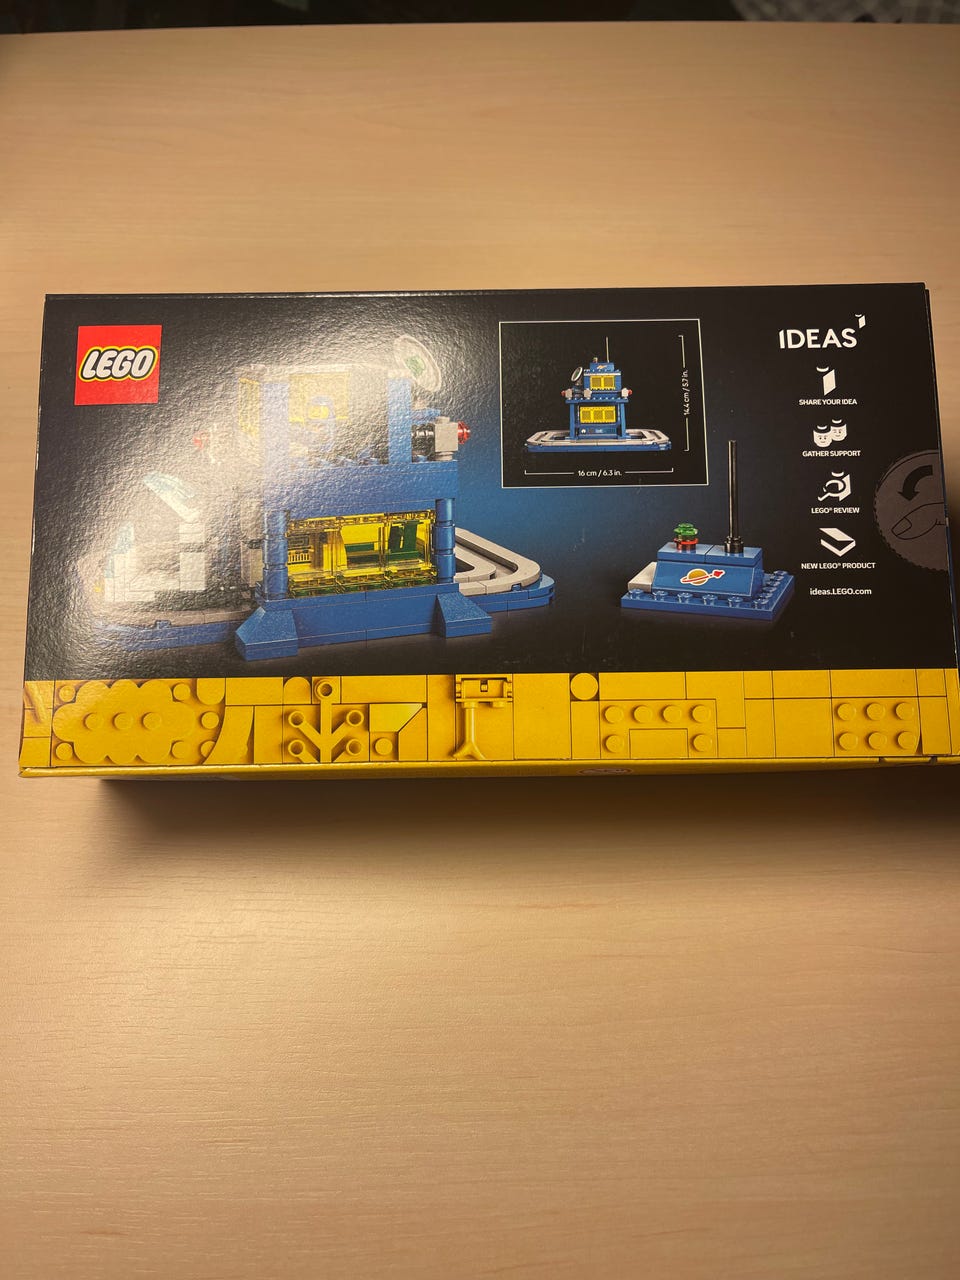 LEGO
14.4 cm / 5.7 in.
16 cm / 6.3 in.
IDEAS
SHARE YOUR IDEA
GATHER SUPPORT
LEGO® REVIEW
NEW LEGO® PRODUCT
ideas.LEGO.com